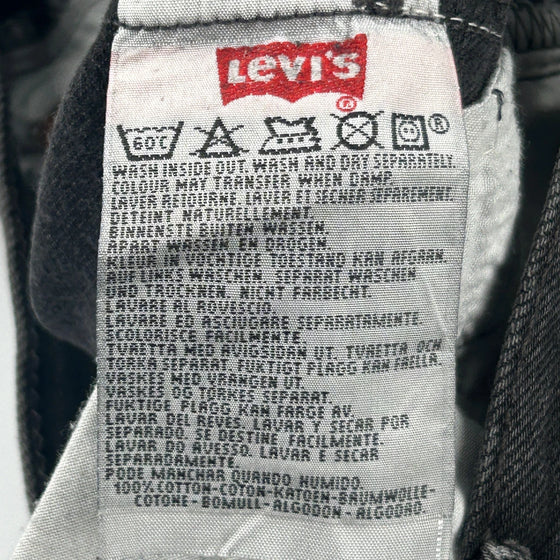 LEVI'S
®
60°C ®
WASH INSIDE OUT. WASH AND DRY SEPARATELY.
COLOUR MAY TRANSFER WHEN DAMP.
LAVER RETOURNE. LAVER ET SECHER SEPAREMENT.
DETEINT NATURELLEMENT.
BINNENSTE BUITEN WASSEN.
APART WASSEN EN DROGEN.
KLEUR IN VOCHTIGE TOESTAND KAN AFGAAN.
AUF LINKS WASCHEN. SEPARAT WASCHEN
UND TROCKNEN. NICHT FARBECHT.
LAVARE AL ROVESCIO.
LAVARE ED ASCIUGARE SEPARATAMENTE.
SCOLORISCE FACILMENTE.
TVAETTA MED AVIGSIDAN UT. TVAETTA OCH
TORKA SEPARAT. FUKTIGT PLAGG KAN FAELLA.
VASKES MED VRANGEN UT.
VASKES OG TORKES SEPARAT.
FUKTIGE PLAGG KAN FARGE AV.
LAVAR DEL REVES. LAVAR Y SECAR POR
SEPARADO. SE DESTINE FACILMENTE.
LAVAR DO AVESSO. LAVAR E SECAR
SEPARADAMENTE.
PODE MANCHAR QUANDO HUMIDO.
100%COTTON-COTON-KATOEN-BAUMWOLLE-
COTONE-BOMULL-ALGODON-ALGODAO.